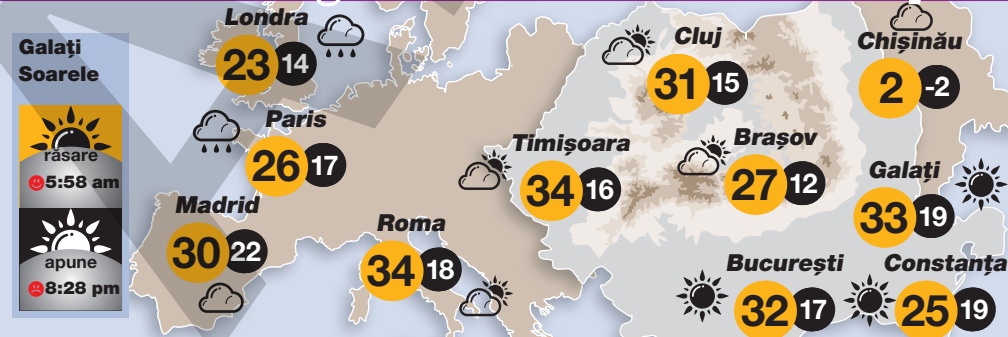 Galați
Soarele
răsare
5:58 am
apune
8:28 pm
Londra
23 14
Paris
26 17
Madrid
30 22
Roma
34 18
Cluj
31 15
Chișinău
2 -2
Timișoara
34 16
Brașov
27 12
Galați
33 19
București
32 17
Constanța
25 19